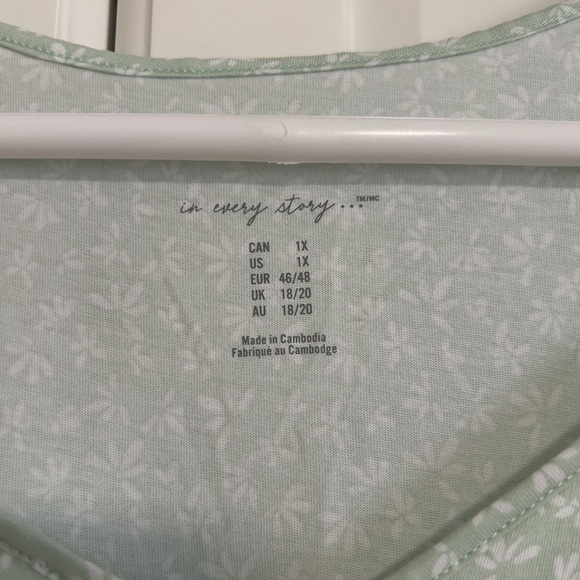 in every story...™/MC
CAN 1X
US 1X
EUR 46/48
UK 18/20
AU 18/20
Made in Cambodia
Fabriqué au Cambodge